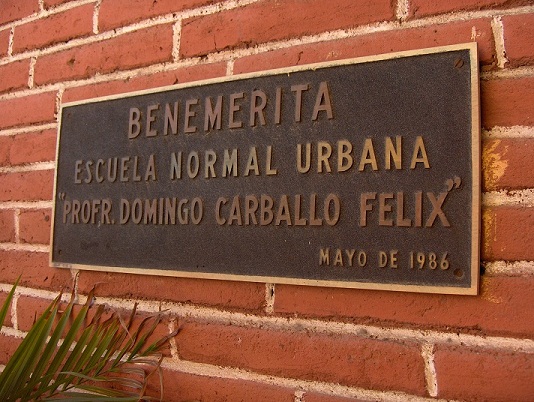 BENEMERITA
ESCUELA NORMAL URBANA
"PROFR. DOMINGO CARBALLO FELIX"
MAYO DE 1986